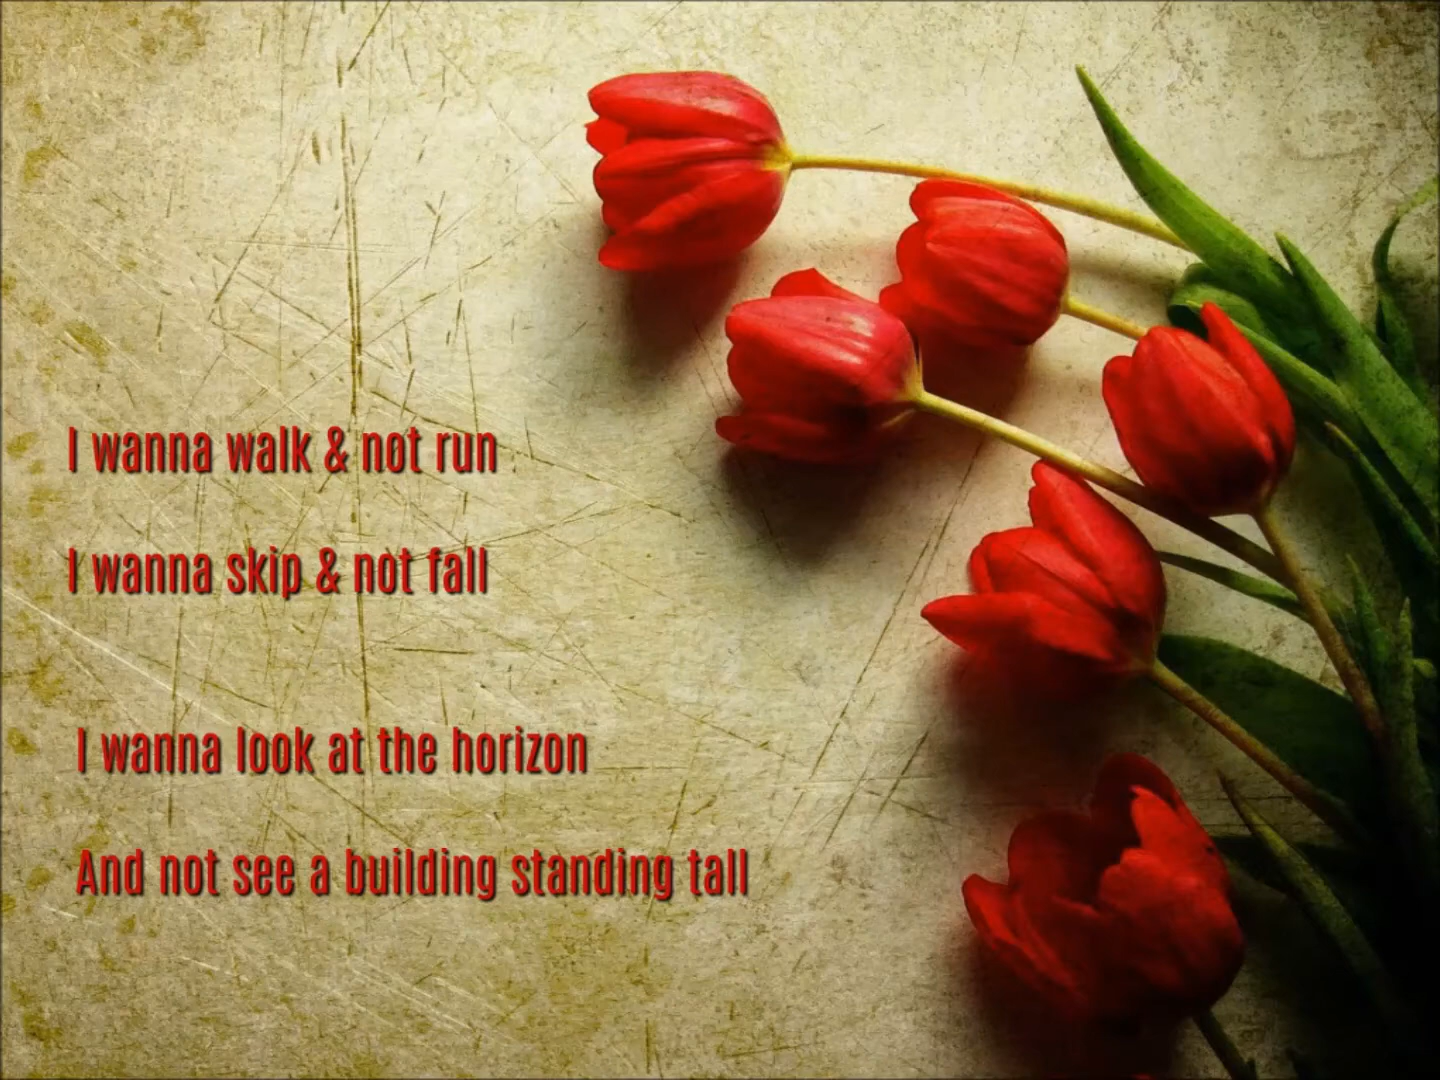 I wanna walk & not run
I wanna skip & not fall
I wanna look at the horizon
And not see a building standing tall